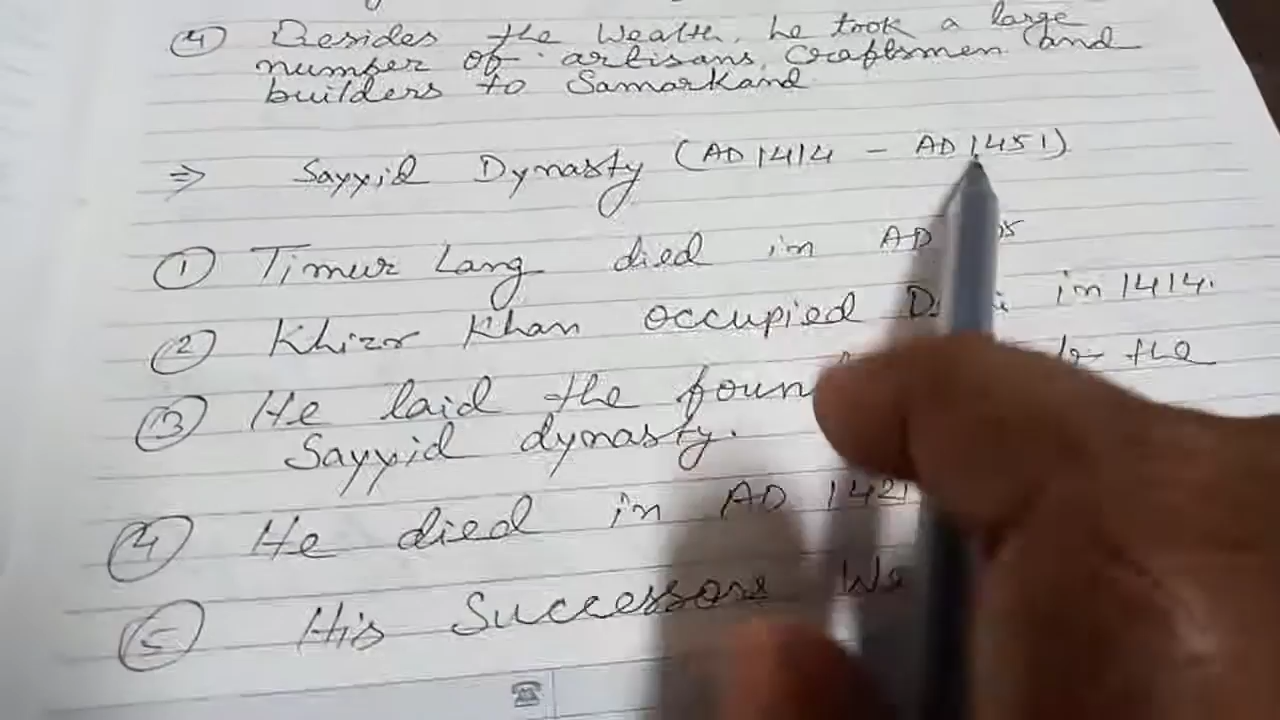 ④ Besides the Wealth, he took a large
number of artisans, Craftsmen and
builders to Samarkand
⇒ Sayyid Dynasty (AD 1414 - AD 1451)
① Timur Lang died in AD
② Khizr Khan occupied in 1414.
③ He laid the the
Sayyid dynasty.
④ He died in AD 1421
⑤ His Successors